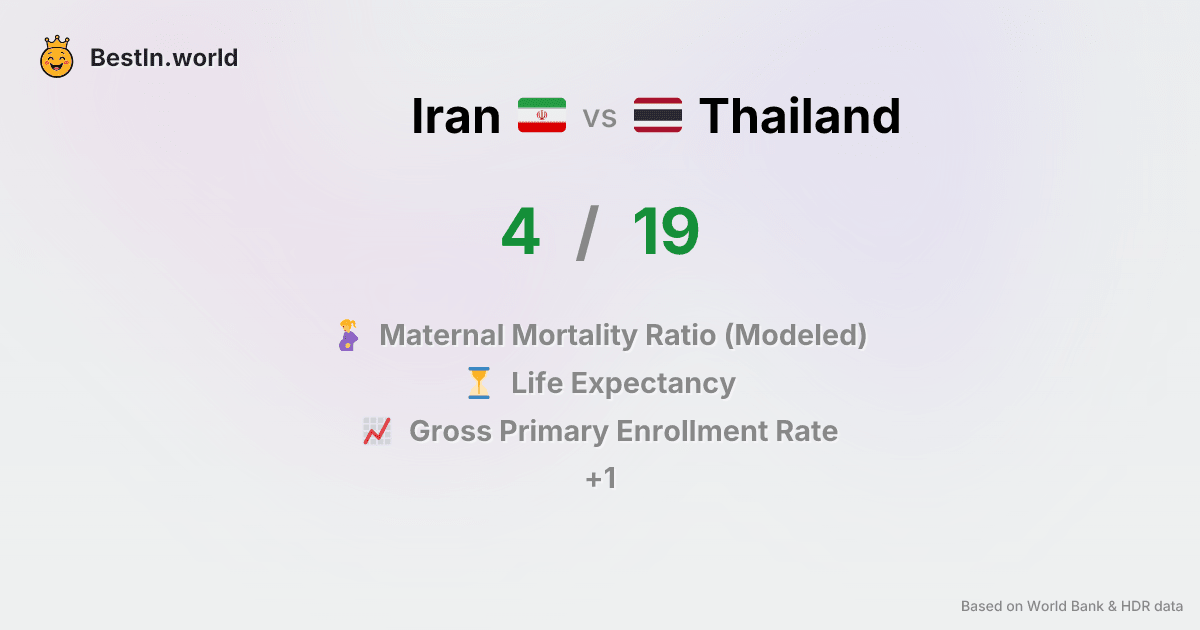 BestIn.world
Iran vs Thailand
4 / 19
Maternal Mortality Ratio (Modeled)
Life Expectancy
Gross Primary Enrollment Rate
+1
Based on World Bank & HDR data